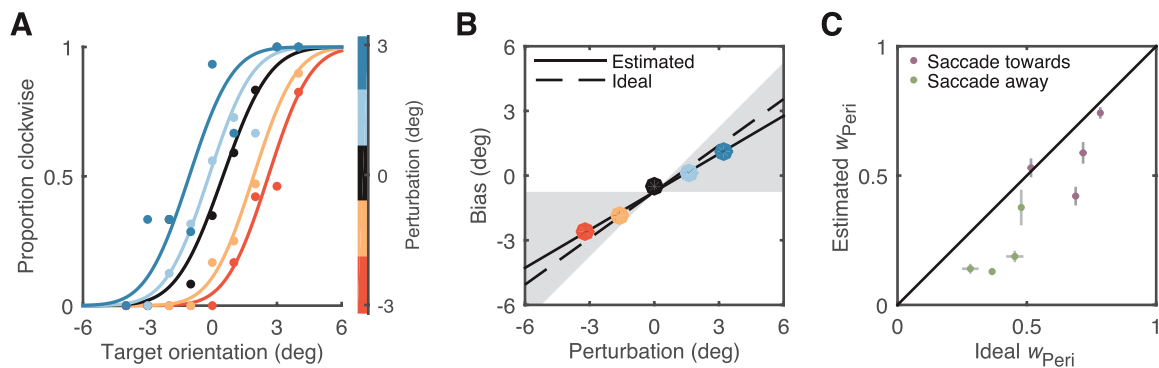 A
Proportion clockwise
1
0.5
0
-6
-3
0
3
6
Target orientation (deg)
3
0
-3
Perturbation (deg)
B
Bias (deg)
6
3
0
-3
-6
Estimated
Ideal
-6
-3
0
3
6
Perturbation (deg)
C
Estimated wPeri
1
0.5
0
Saccade towards
Saccade away
0
0.5
1
Ideal wPeri